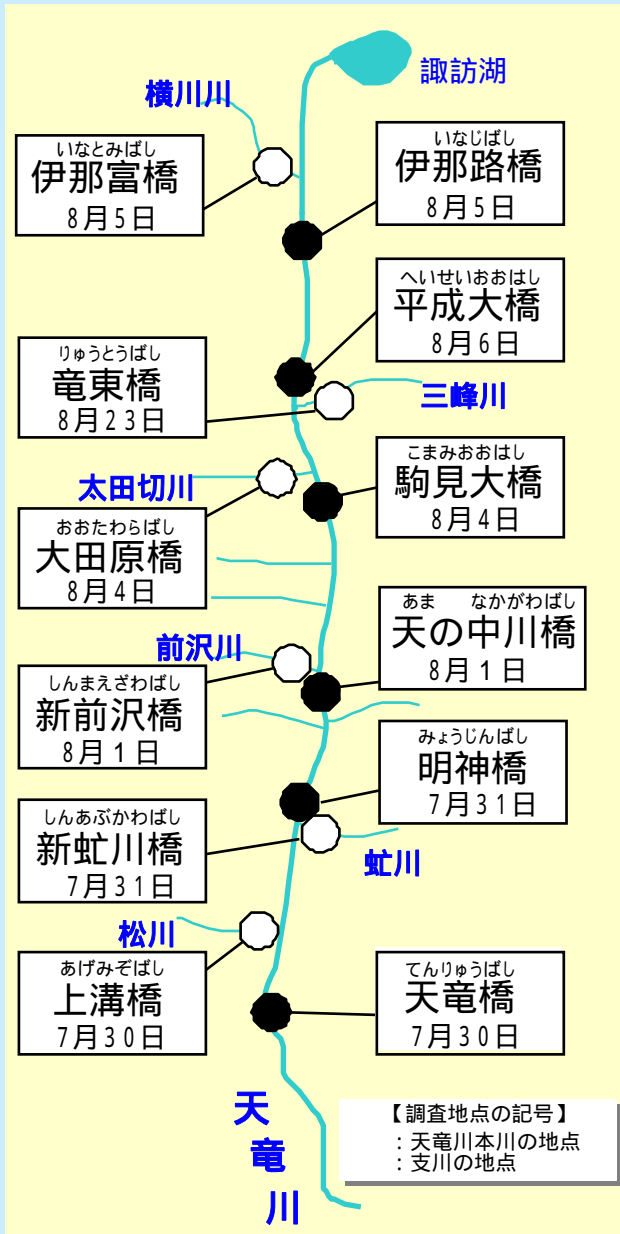 諏訪湖
横川川
いなとみばし
伊那富橋
8月5日
いなじばし
伊那路橋
8月5日
へいせいおおはし
平成大橋
8月6日
りゅうとうばし
竜東橋
8月23日
三峰川
こまみおおはし
駒見大橋
8月4日
太田切川
おおたわらばし
大田原橋
8月4日
あま なかがわばし
天の中川橋
8月1日
前沢川
しんまえざわばし
新前沢橋
8月1日
みょうじんばし
明神橋
7月31日
しんあぶかわばし
新虻川橋
7月31日
虻川
松川
あげみぞばし
上溝橋
7月30日
てんりゅうばし
天竜橋
7月30日
天竜川
【調査地点の記号】
：天竜川本川の地点
：支川の地点